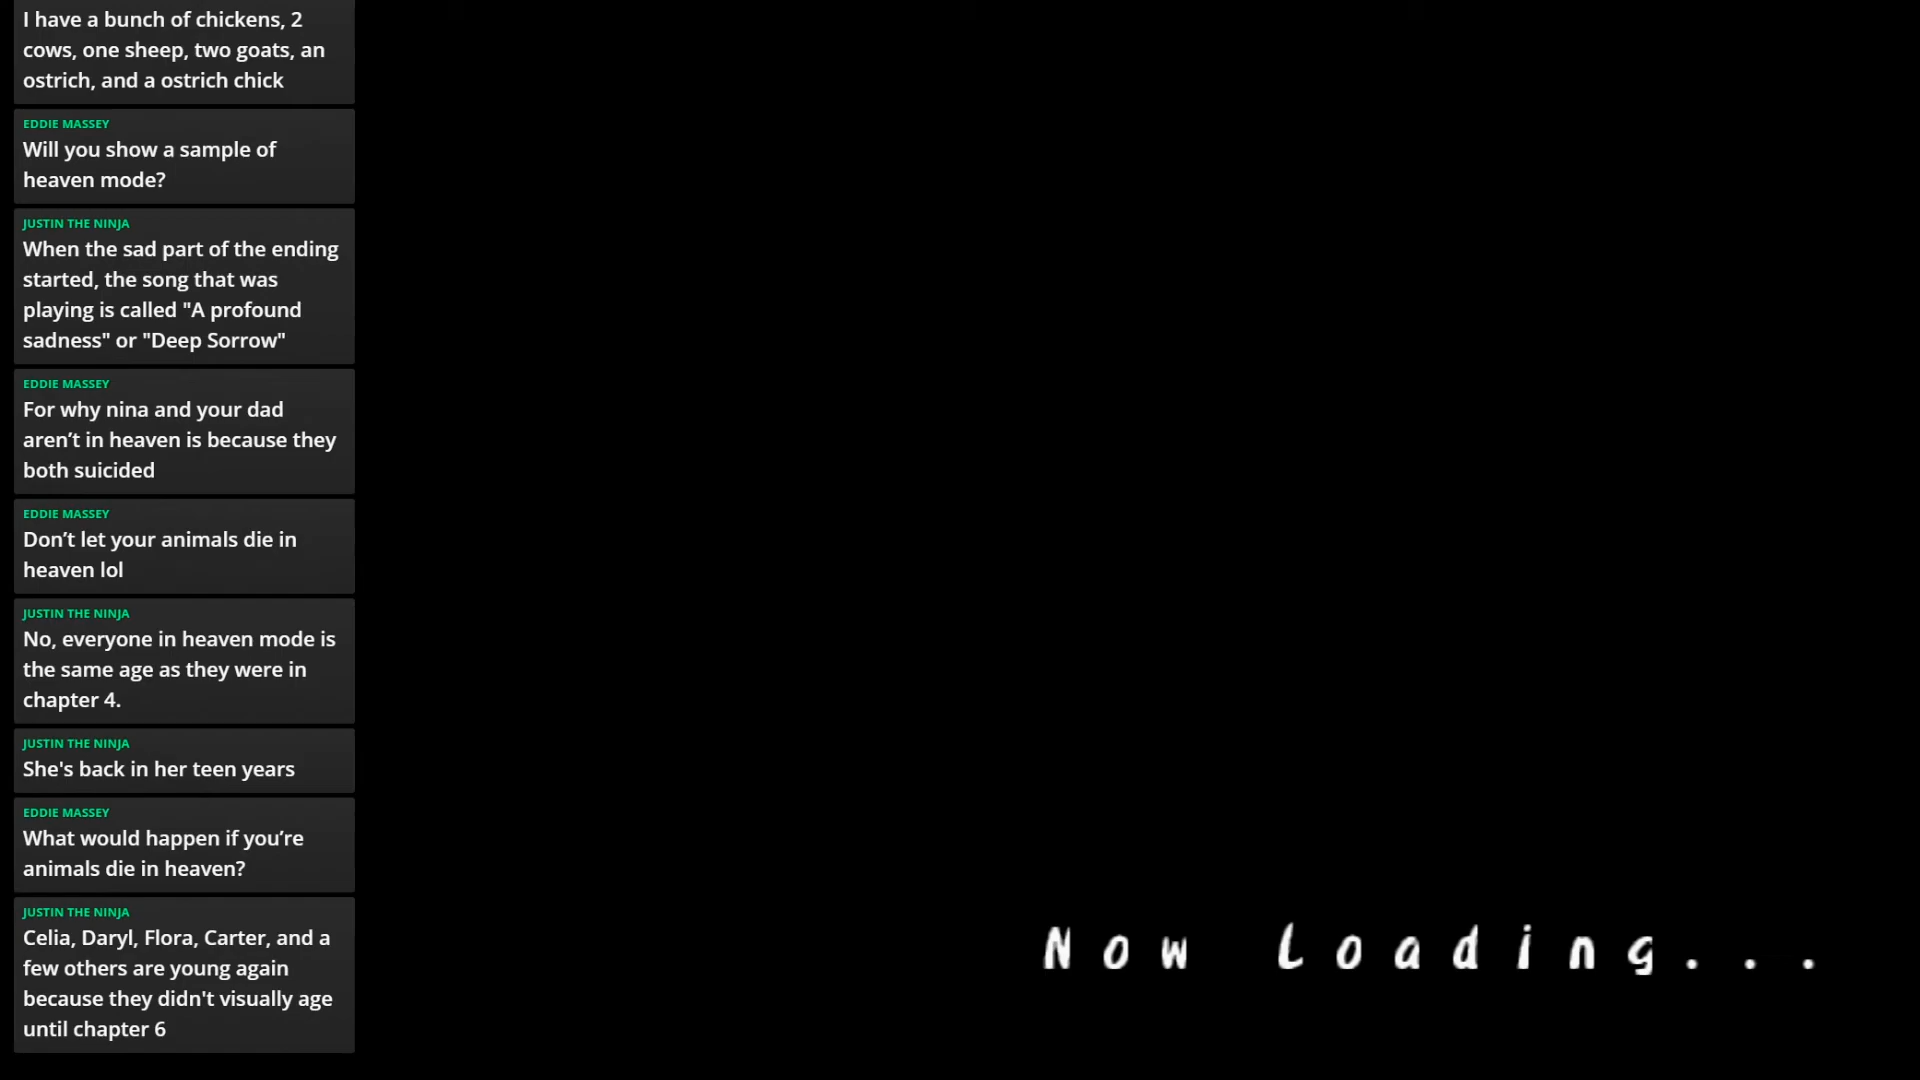 I have a bunch of chickens, 2
cows, one sheep, two goats, an
ostrich, and a ostrich chick
EDDIE MASSEY
Will you show a sample of
heaven mode?
JUSTIN THE NINJA
When the sad part of the ending
started, the song that was
playing is called "A profound
sadness" or "Deep Sorrow"
EDDIE MASSEY
For why nina and your dad
aren’t in heaven is because they
both suicided
EDDIE MASSEY
Don’t let your animals die in
heaven lol
JUSTIN THE NINJA
No, everyone in heaven mode is
the same age as they were in
chapter 4.
JUSTIN THE NINJA
She's back in her teen years
EDDIE MASSEY
What would happen if you’re
animals die in heaven?
JUSTIN THE NINJA
Celia, Daryl, Flora, Carter, and a
few others are young again
because they didn't visually age
until chapter 6
Now Loading...